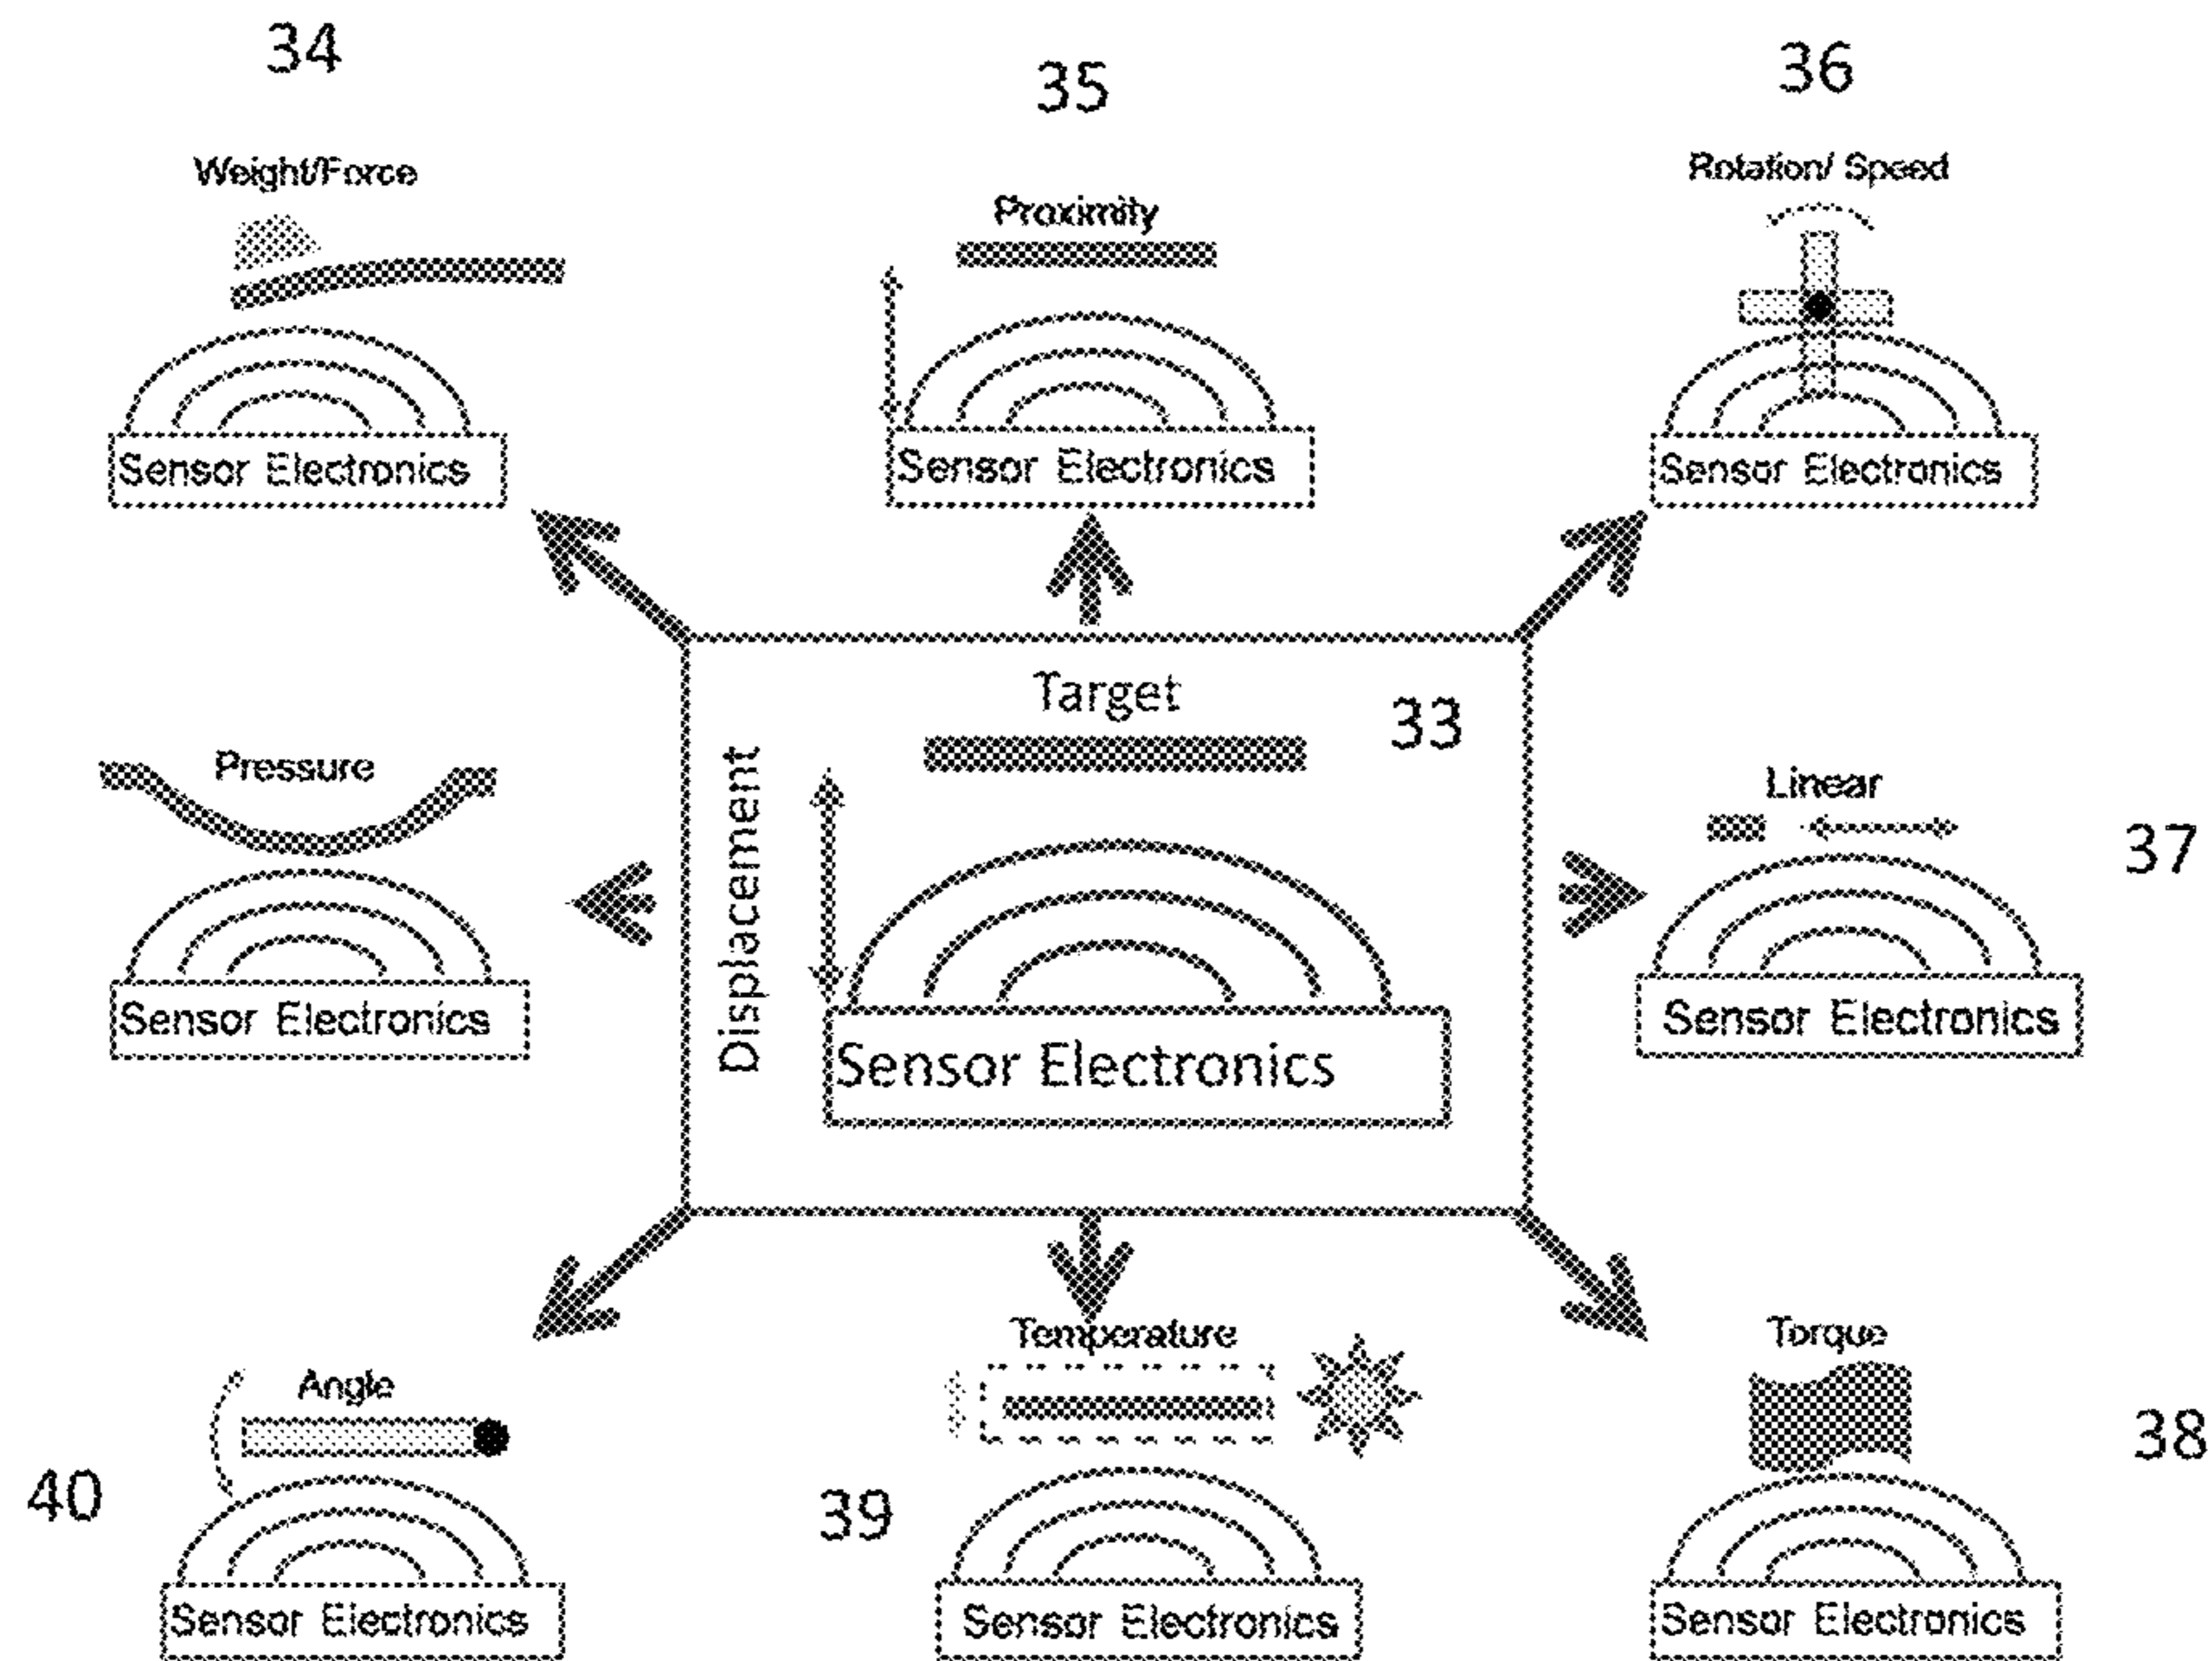 34
35
36
Weight/Force
Proximity
Rotation/ Speed
Sensor Electronics
Sensor Electronics
Sensor Electronics
Target
33
Displacement
Sensor Electronics
Pressure
Sensor Electronics
Linear
37
Sensor Electronics
Angle
40
Sensor Electronics
Temperature
39
Sensor Electronics
Torque
38
Sensor Electronics